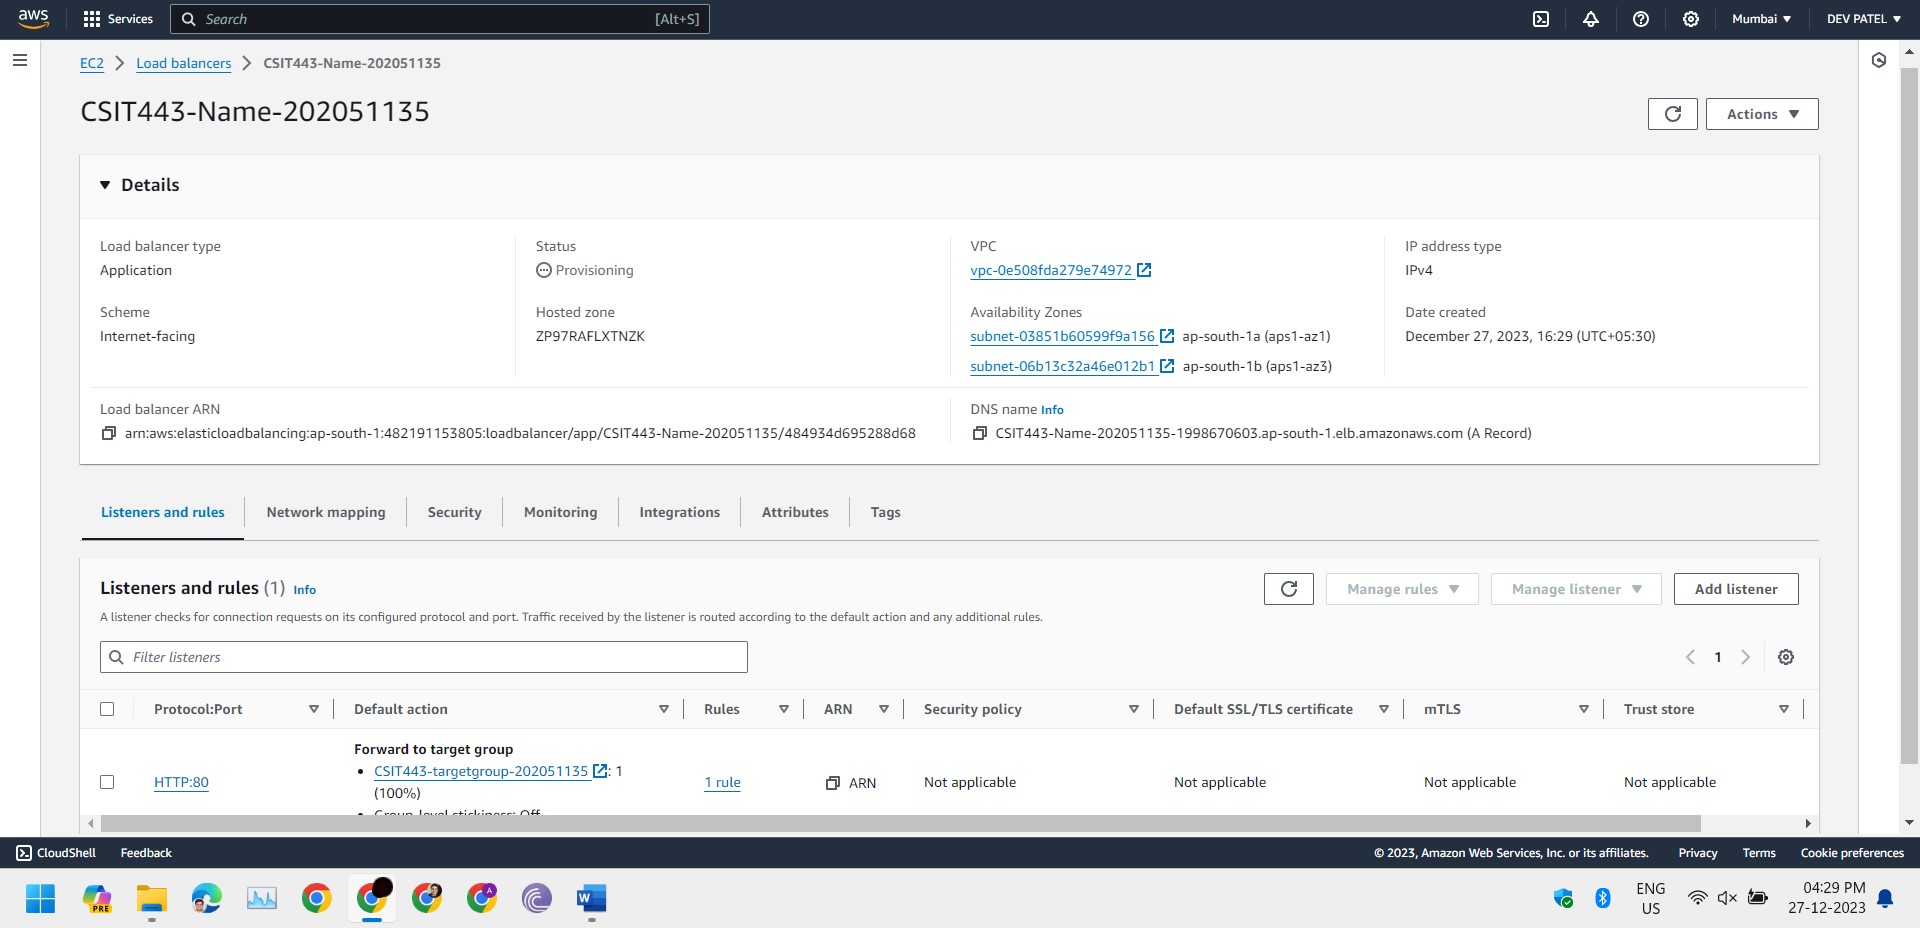 aws
Services
Search
[Alt+S]
Mumbai ▼
DEV PATEL ▼
EC2 > Load balancers > CSIT443-Name-202051135
CSIT443-Name-202051135
Actions ▼
▼ Details
Load balancer type
Application
Status
Provisioning
VPC
vpc-0e508fda279e74972
IP address type
IPv4
Scheme
Internet-facing
Hosted zone
ZP97RAFLXTNZK
Availability Zones
subnet-03851b60599f9a156 ap-south-1a (aps1-az1)
subnet-06b13c32a46e012b1 ap-south-1b (aps1-az3)
Date created
December 27, 2023, 16:29 (UTC+05:30)
Load balancer ARN
arn:aws:elasticloadbalancing:ap-south-1:482191153805:loadbalancer/app/CSIT443-Name-202051135/484934d695288d68
DNS name Info
CSIT443-Name-202051135-1998670603.ap-south-1.elb.amazonaws.com (A Record)
Listeners and rules
Network mapping
Security
Monitoring
Integrations
Attributes
Tags
Listeners and rules (1) Info
Manage rules ▼
Manage listener ▼
Add listener
A listener checks for connection requests on its configured protocol and port. Traffic received by the listener is routed according to the default action and any additional rules.
Filter listeners
< 1 >
Protocol:Port
Default action
Rules
ARN
Security policy
Default SSL/TLS certificate
mTLS
Trust store
HTTP:80
Forward to target group
• CSIT443-targetgroup-202051135 : 1
(100%)
• Group-level stickiness: Off
1 rule
ARN
Not applicable
Not applicable
Not applicable
Not applicable
CloudShell
Feedback
© 2023, Amazon Web Services, Inc. or its affiliates.
Privacy
Terms
Cookie preferences
PRE
A
W
ENG
US
04:29 PM
27-12-2023